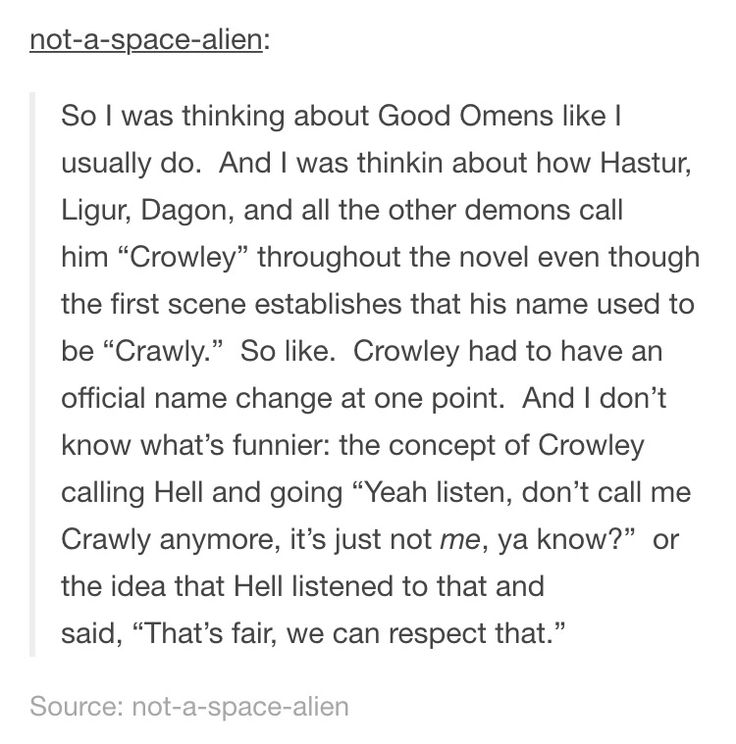 not-a-space-alien:
So I was thinking about Good Omens like I
usually do.  And I was thinkin about how Hastur,
Ligur, Dagon, and all the other demons call
him “Crowley” throughout the novel even though
the first scene establishes that his name used to
be “Crawly.”  So like.  Crowley had to have an
official name change at one point.  And I don’t
know what’s funnier: the concept of Crowley
calling Hell and going “Yeah listen, don’t call me
Crawly anymore, it’s just not me, ya know?”  or
the idea that Hell listened to that and
said, “That’s fair, we can respect that.”
Source: not-a-space-alien